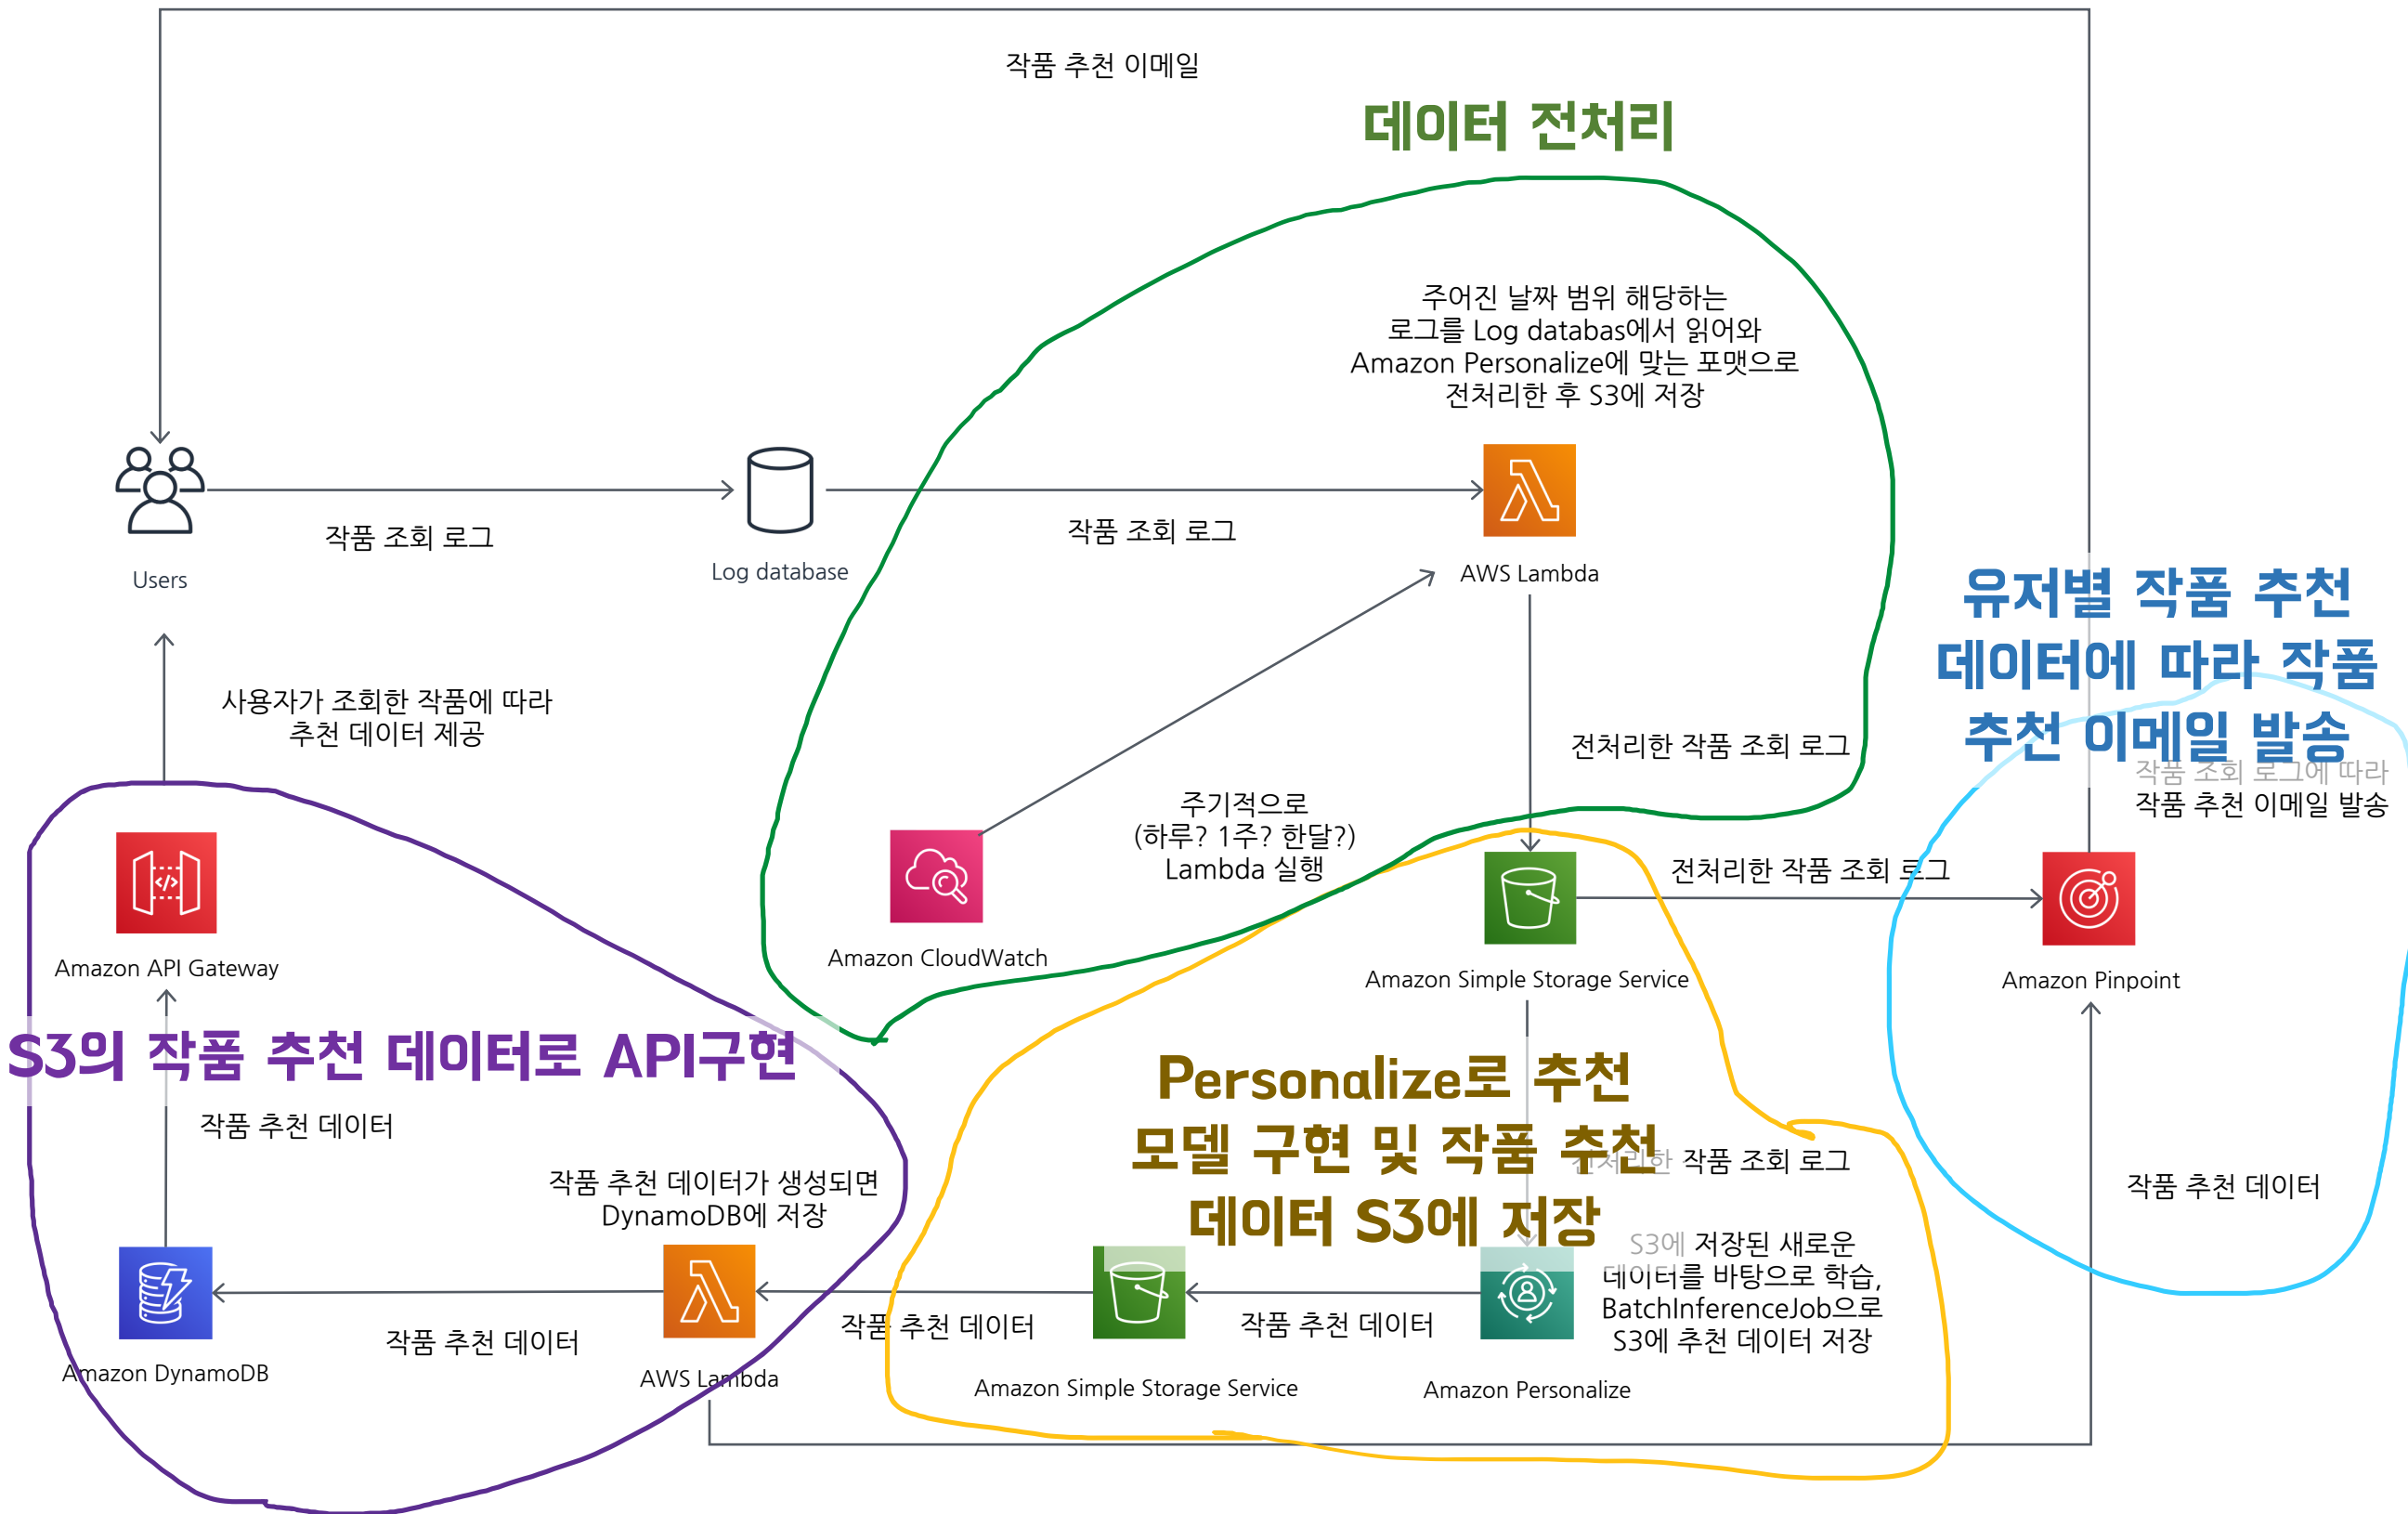 작품 추천 이메일
데이터 전처리
주어진 날짜 범위 해당하는
로그를 Log databas에서 읽어와
Amazon Personalize에 맞는 포맷으로
전처리한 후 S3에 저장
작품 조회 로그
작품 조회 로그
Users
Log database
AWS Lambda
유저별 작품 추천
데이터에 따라 작품
추천 이메일 발송
사용자가 조회한 작품에 따라
추천 데이터 제공
전처리한 작품 조회 로그
작품 조회 로그에 따라
작품 추천 이메일 발송
주기적으로
(하루? 1주? 한달?)
Lambda 실행
전처리한 작품 조회 로그
Amazon API Gateway
Amazon CloudWatch
Amazon Simple Storage Service
Amazon Pinpoint
S3의 작품 추천 데이터로 API구현
Personalize로 추천
모델 구현 및 작품 추천
데이터 S3에 저장
작품 추천 데이터
전처리한 작품 조회 로그
작품 추천 데이터가 생성되면
DynamoDB에 저장
작품 추천 데이터
S3에 저장된 새로운
데이터를 바탕으로 학습,
BatchInferenceJob으로
S3에 추천 데이터 저장
작품 추천 데이터
작품 추천 데이터
작품 추천 데이터
Amazon DynamoDB
AWS Lambda
Amazon Simple Storage Service
Amazon Personalize